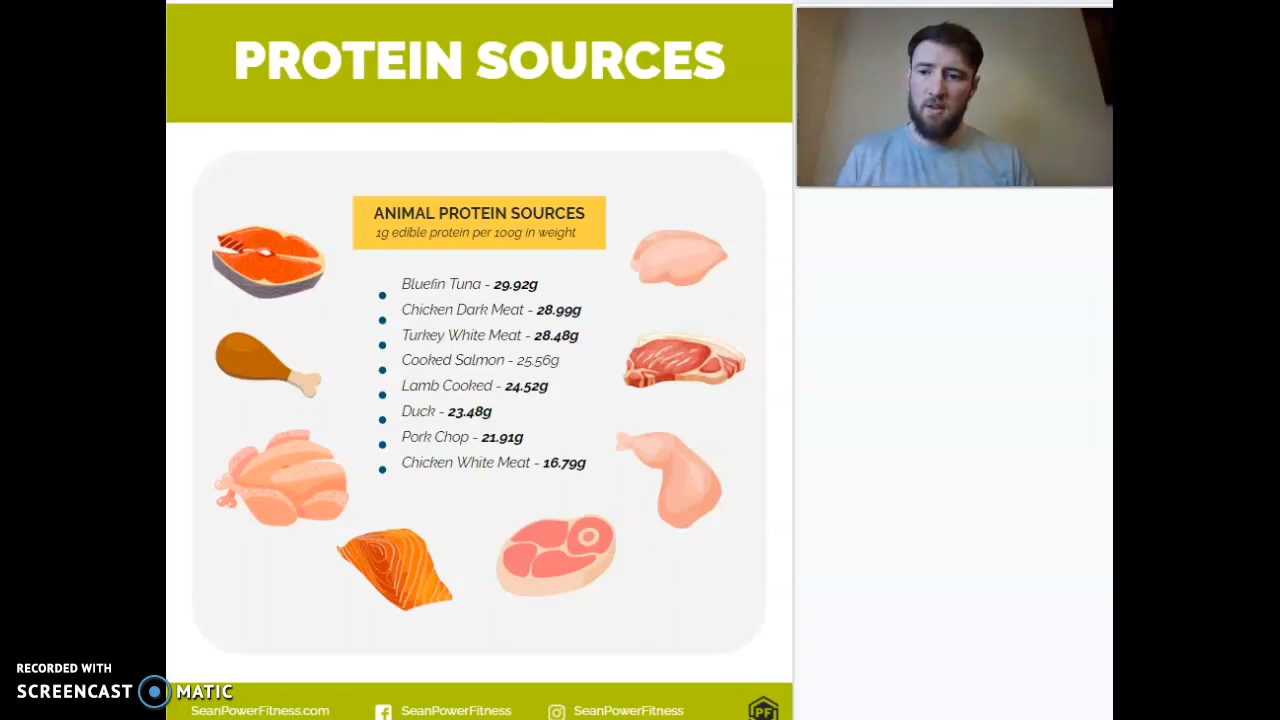 PROTEIN SOURCES
ANIMAL PROTEIN SOURCES
1g edible protein per 100g in weight
Bluefin Tuna - 29.92g
Chicken Dark Meat - 28.99g
Turkey White Meat - 28.48g
Cooked Salmon - 25.56g
Lamb Cooked - 24.52g
Duck - 23.48g
Pork Chop - 21.91g
Chicken White Meat - 16.79g
RECORDED WITH
SCREENCAST MATIC
SeanPowerFitness.com
SeanPowerFitness
SeanPowerFitness
PF